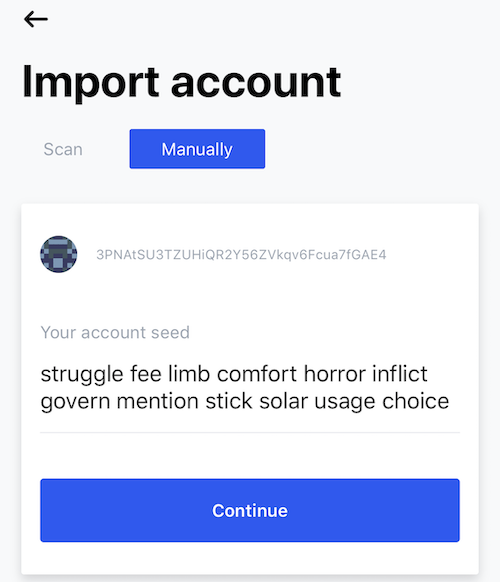 Import account
Scan
Manually
3PNAtSU3TZUHiQR2Y56ZVkqv6Fcua7fGAE4
Your account seed
struggle fee limb comfort horror inflict
govern mention stick solar usage choice
Continue